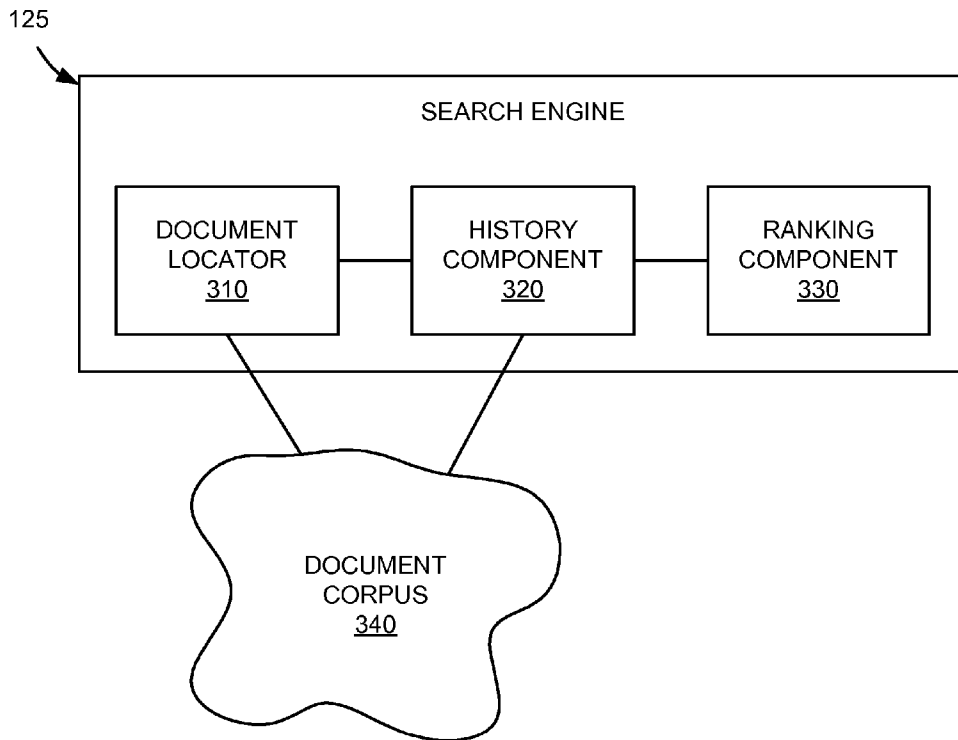 125
SEARCH ENGINE
DOCUMENT
LOCATOR
310
HISTORY
COMPONENT
320
RANKING
COMPONENT
330
DOCUMENT
CORPUS
340